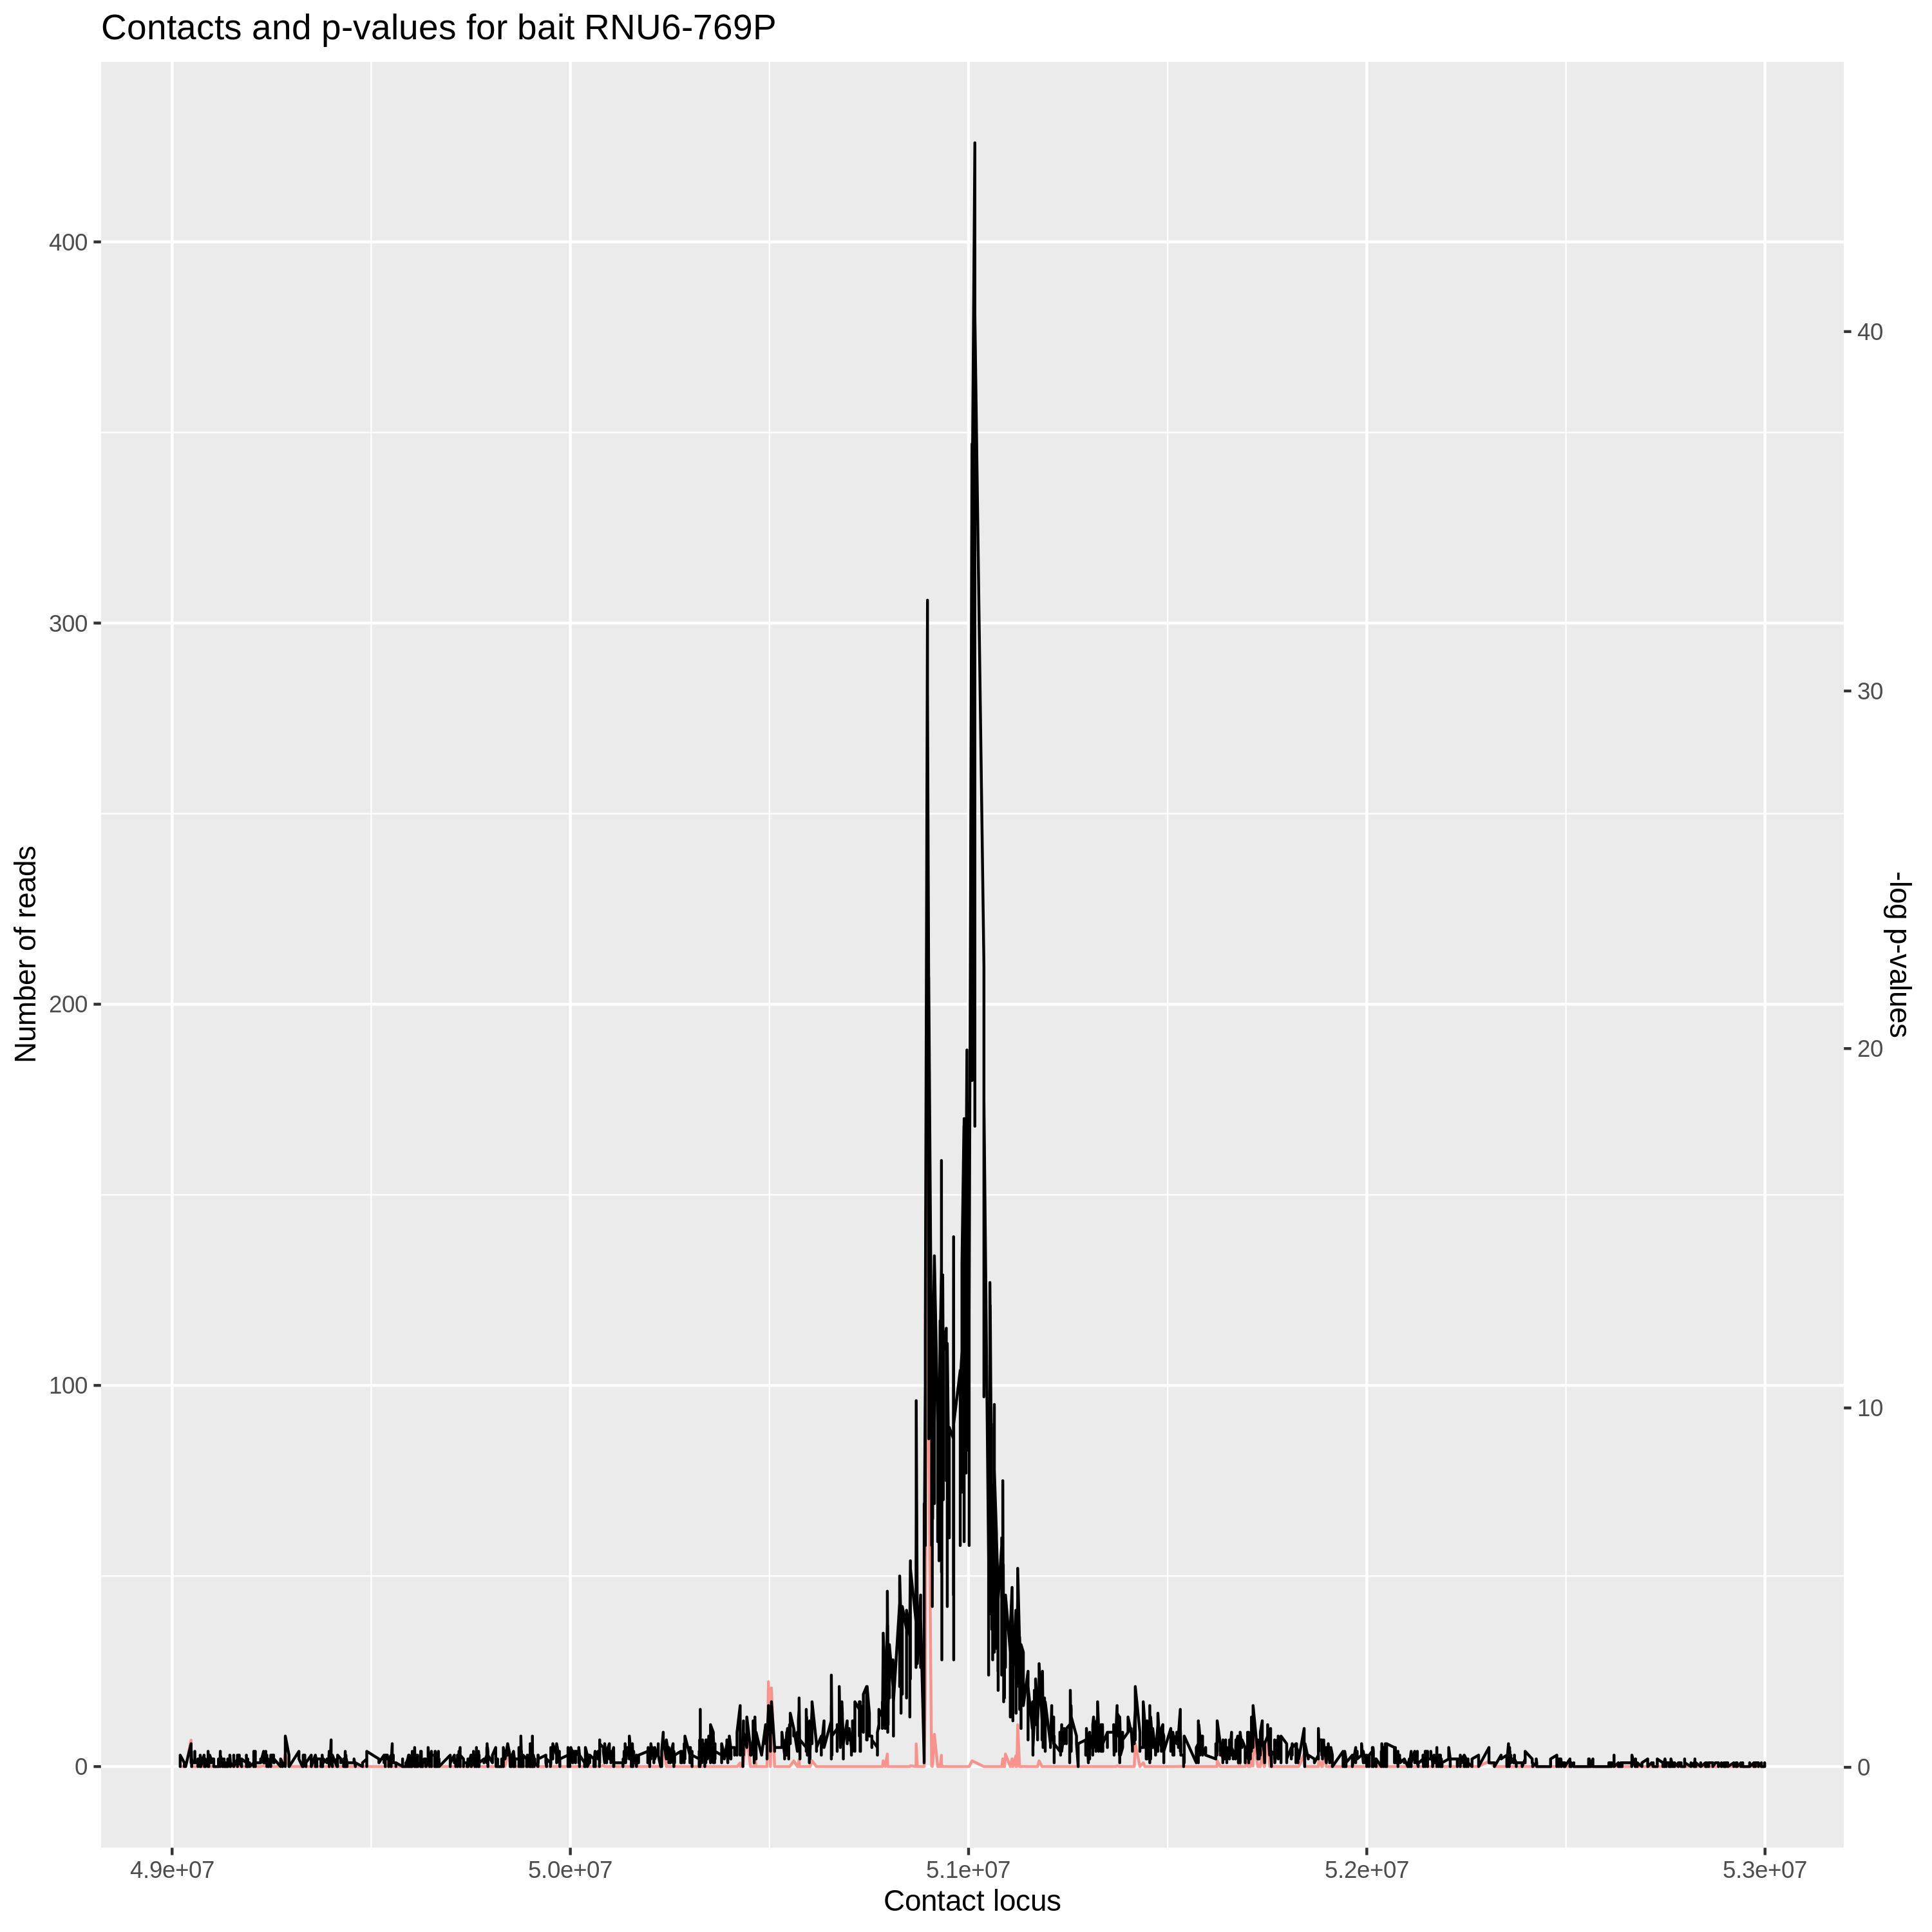 Contacts and p-values for bait RNU6-769P
400
300
200
100
0
40
30
20
10
0
Number of reads
-log p-values
4.9e+07 5.0e+07 5.1e+07 5.2e+07 5.3e+07
Contact locus